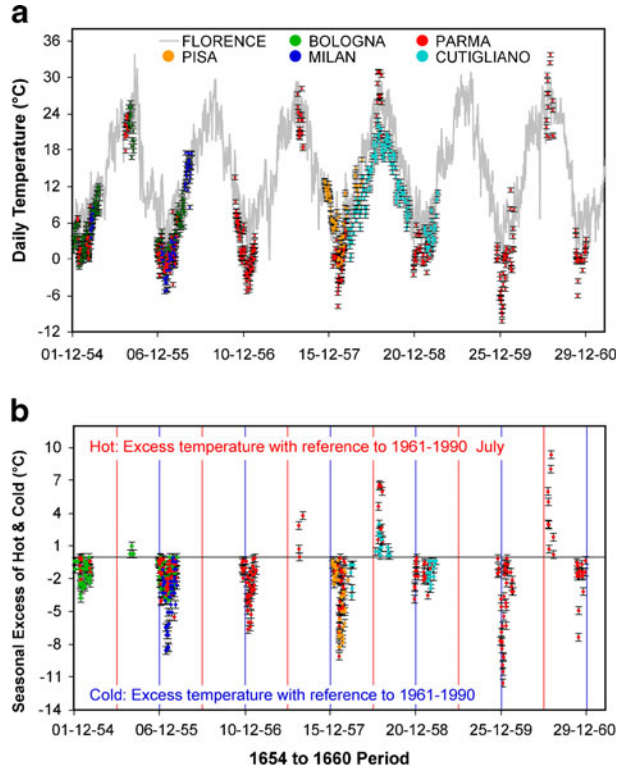 a
FLORENCE BOLOGNA PARMA
PISA MILAN CUTIGLIANO
Daily Temperature (°C)
36
30
24
18
12
6
0
-6
-12
01-12-54 06-12-55 10-12-56 15-12-57 20-12-58 25-12-59 29-12-60
b
Hot: Excess temperature with reference to 1961-1990 July
Seasonal Excess of Hot & Cold (°C)
10
7
4
1
-2
-5
-8
-11
-14
Cold: Excess temperature with reference to 1961-1990
01-12-54 06-12-55 10-12-56 15-12-57 20-12-58 25-12-59 29-12-60
1654 to 1660 Period